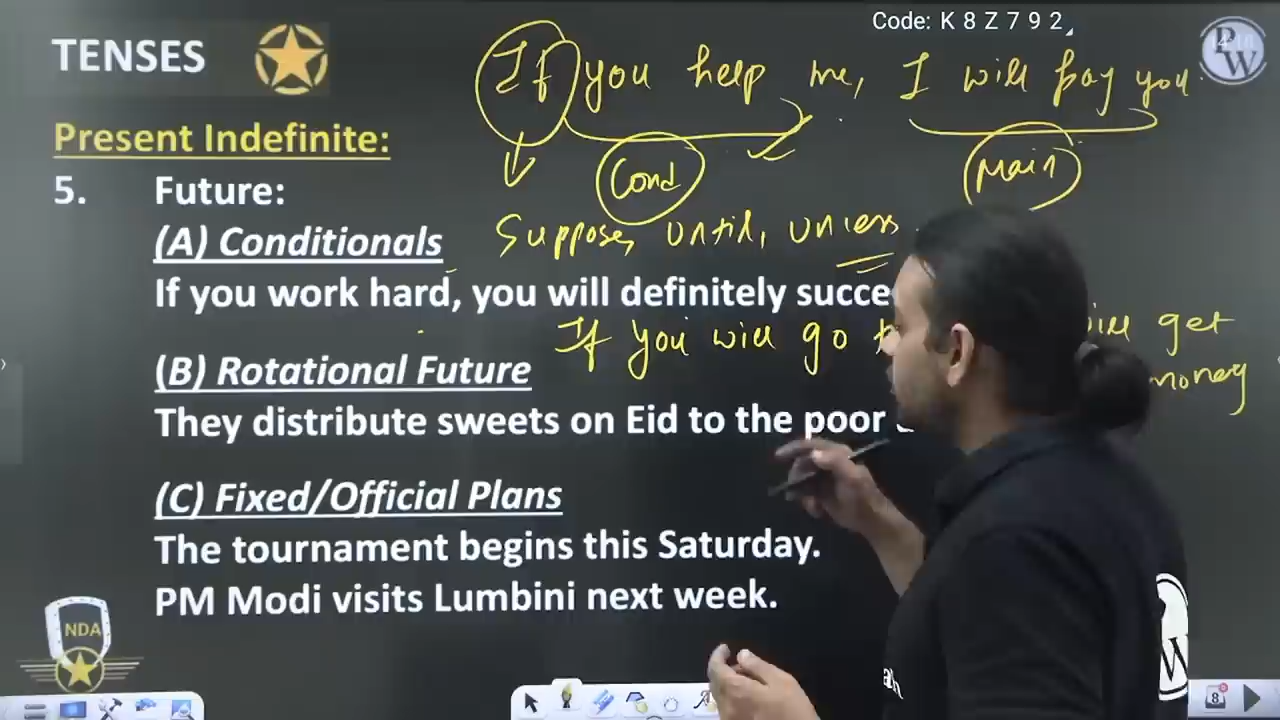 Code: K 8 Z 7 9 2
TENSES
PW
If you help me, I will pay you
Present Indefinite:
Cond
Main
5. Future:
(A) Conditionals
Suppose, until, unless
If you work hard, you will definitely succe
If you will go will get
money
(B) Rotational Future
They distribute sweets on Eid to the poor
(C) Fixed/Official Plans
The tournament begins this Saturday.
PM Modi visits Lumbini next week.
NDA
W
8